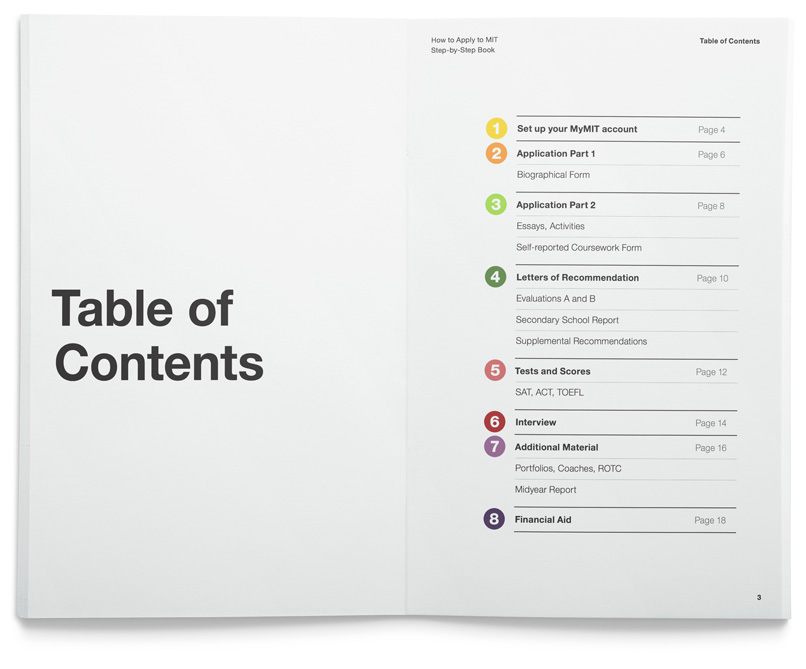 Table of
Contents
How to Apply to MIT
Step-by-Step Book
Table of Contents
1 Set up your MyMIT account Page 4
2 Application Part 1 Page 6
Biographical Form
3 Application Part 2 Page 8
Essays, Activities
Self-reported Coursework Form
4 Letters of Recommendation Page 10
Evaluations A and B
Secondary School Report
Supplemental Recommendations
5 Tests and Scores Page 12
SAT, ACT, TOEFL
6 Interview Page 14
7 Additional Material Page 16
Portfolios, Coaches, ROTC
Midyear Report
8 Financial Aid Page 18
3